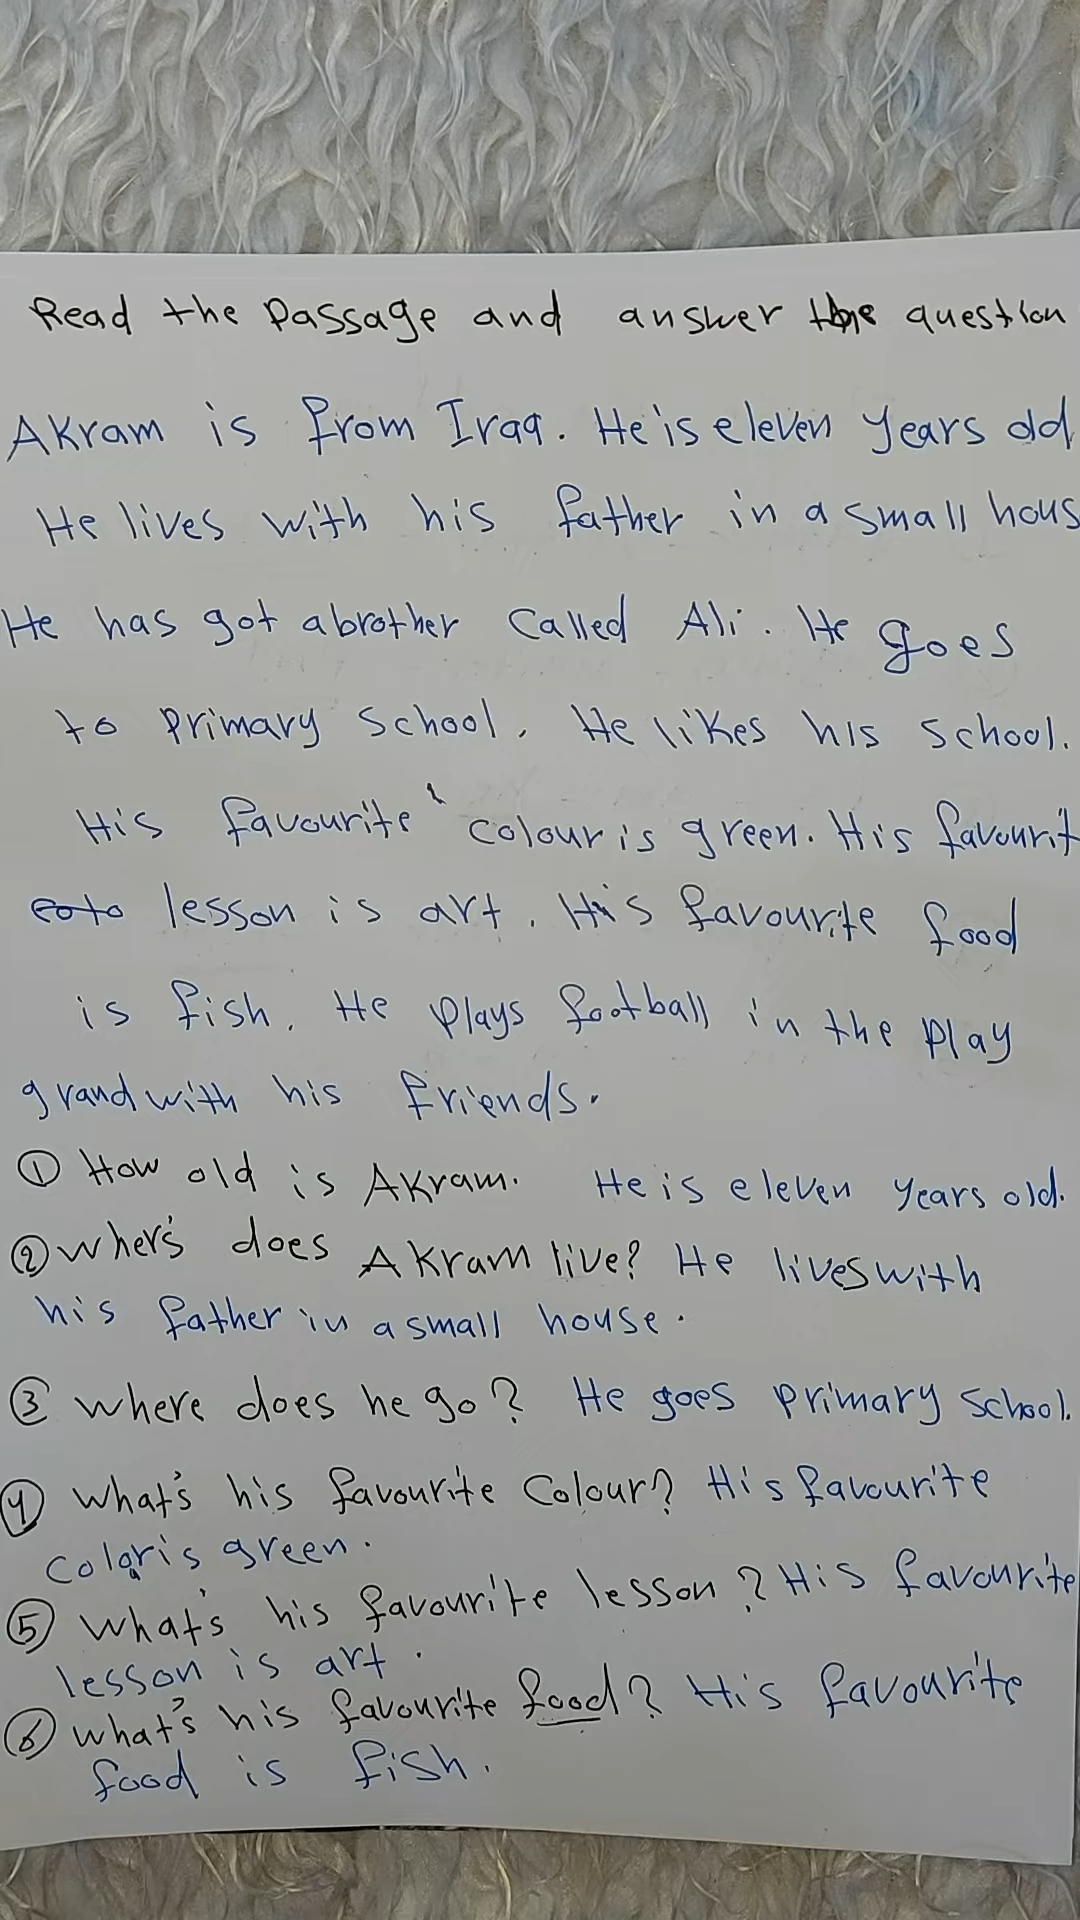 Read the Passage and answer the question
Akram is from Iraq. He is eleven years old
He lives with his father in a small hous
He has got a brother Called Ali. He goes
to Primary School. He likes his School.
His favourite colour is green. His favourit
lesson is art. His favourite food
is fish. He Plays football in the Play
grand with his friends.
① How old is Akram. He is eleven years old.
② Wher's does Akram live? He lives with
his father in a small house.
③ where does he go? He goes Primary School.
④ What's his favourite Colour? His favourite
color is green.
⑤ What's his favourite lesson? His favourite
lesson is art.
⑥ What's his favourite food? His favourite
food is fish.